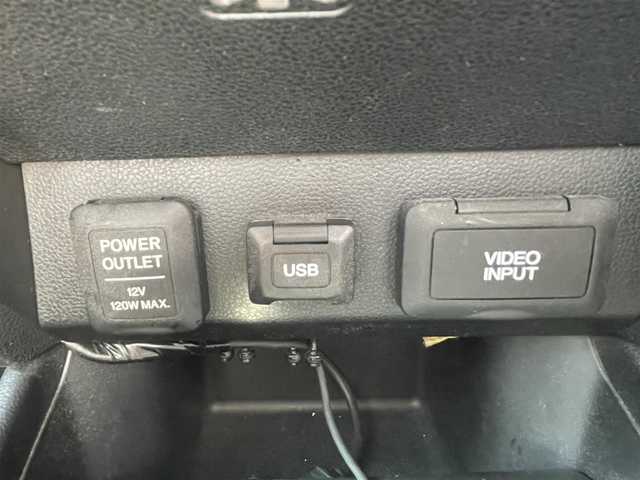 POWER
OUTLET
12V
120W MAX.
USB
VIDEO
INPUT